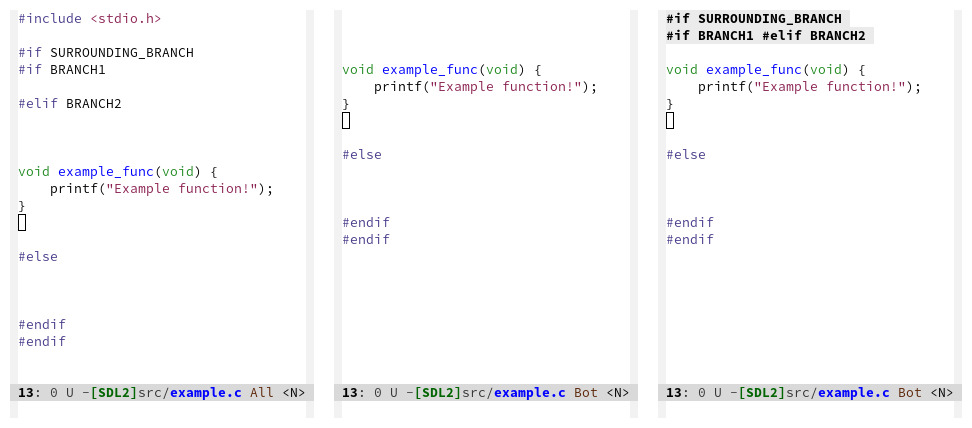 #include <stdio.h>
#if SURROUNDING_BRANCH
#if BRANCH1
#elif BRANCH2
void example_func(void) {
    printf("Example function!");
}
#else
#endif
#endif
13: 0 U -[SDL2]src/example.c All <N>
void example_func(void) {
    printf("Example function!");
}
#else
#endif
#endif
13: 0 U -[SDL2]src/example.c Bot <N>
#if SURROUNDING_BRANCH
#if BRANCH1 #elif BRANCH2
void example_func(void) {
    printf("Example function!");
}
#else
#endif
#endif
13: 0 U -[SDL2]src/example.c Bot <N>